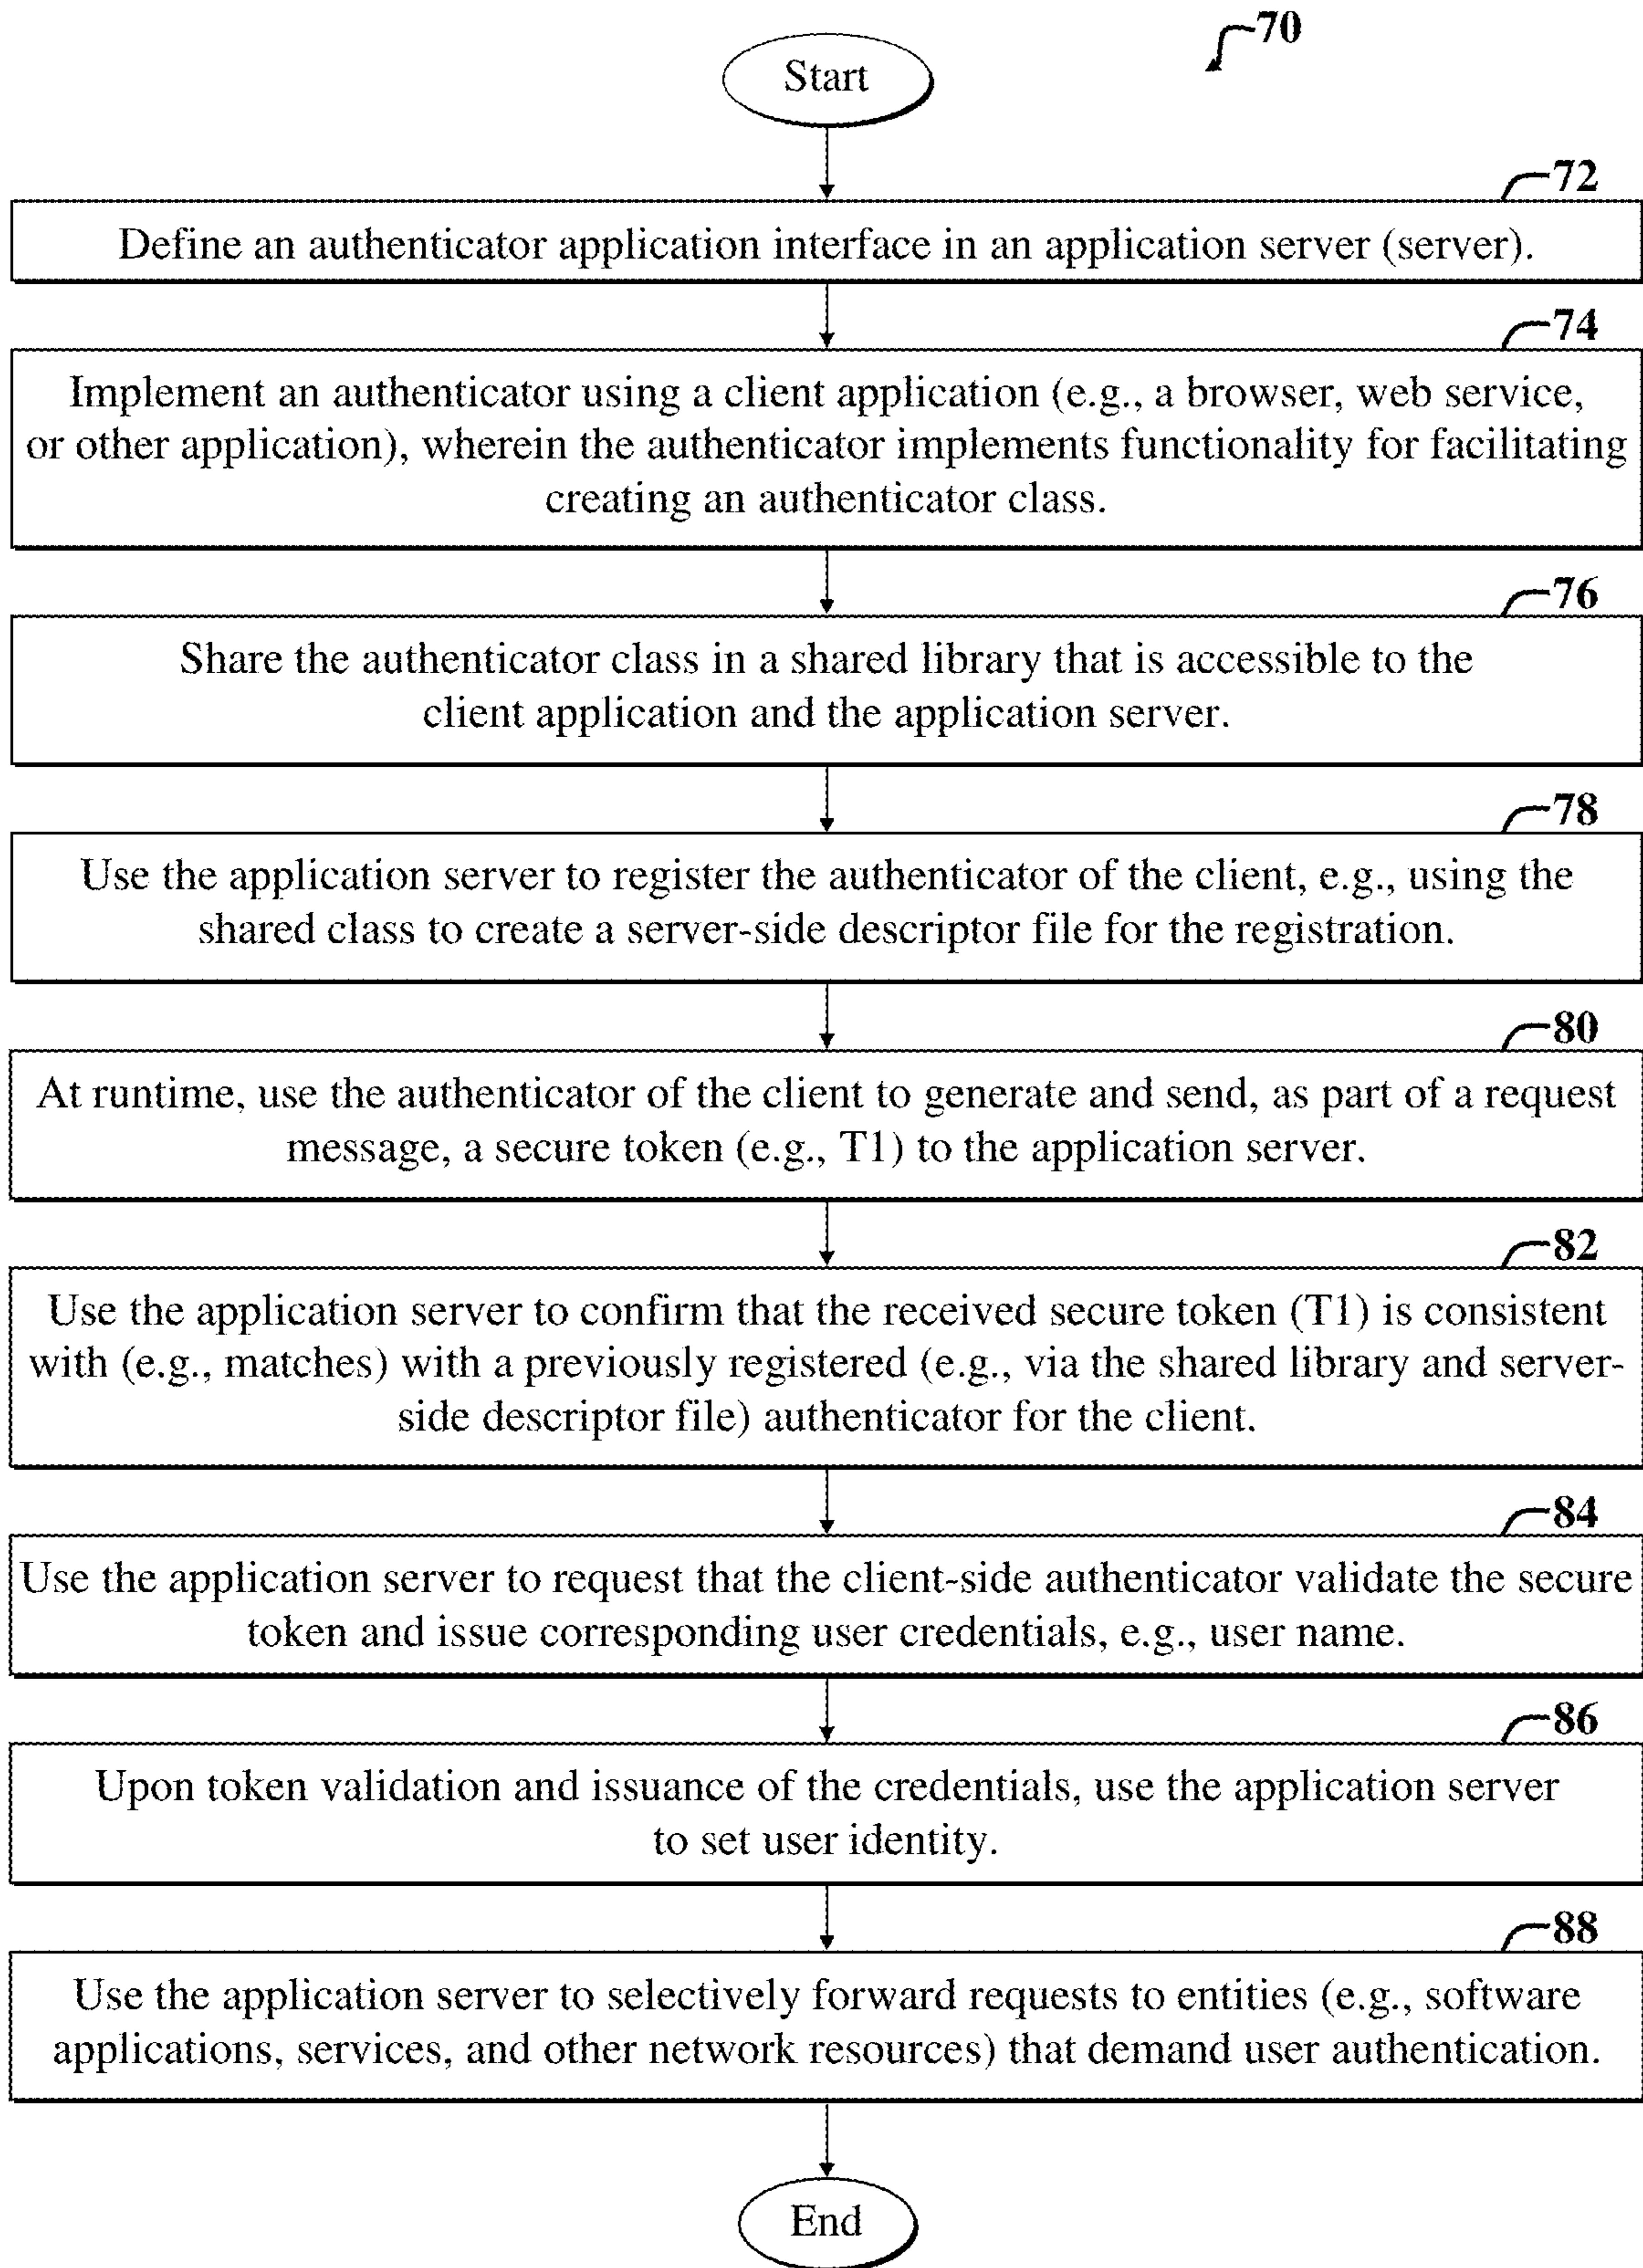 70
Start
72
Define an authenticator application interface in an application server (server).
74
Implement an authenticator using a client application (e.g., a browser, web service,
or other application), wherein the authenticator implements functionality for facilitating
creating an authenticator class.
76
Share the authenticator class in a shared library that is accessible to the
client application and the application server.
78
Use the application server to register the authenticator of the client, e.g., using the
shared class to create a server-side descriptor file for the registration.
80
At runtime, use the authenticator of the client to generate and send, as part of a request
message, a secure token (e.g., T1) to the application server.
82
Use the application server to confirm that the received secure token (T1) is consistent
with (e.g., matches) with a previously registered (e.g., via the shared library and server-
side descriptor file) authenticator for the client.
84
Use the application server to request that the client-side authenticator validate the secure
token and issue corresponding user credentials, e.g., user name.
86
Upon token validation and issuance of the credentials, use the application server
to set user identity.
88
Use the application server to selectively forward requests to entities (e.g., software
applications, services, and other network resources) that demand user authentication.
End